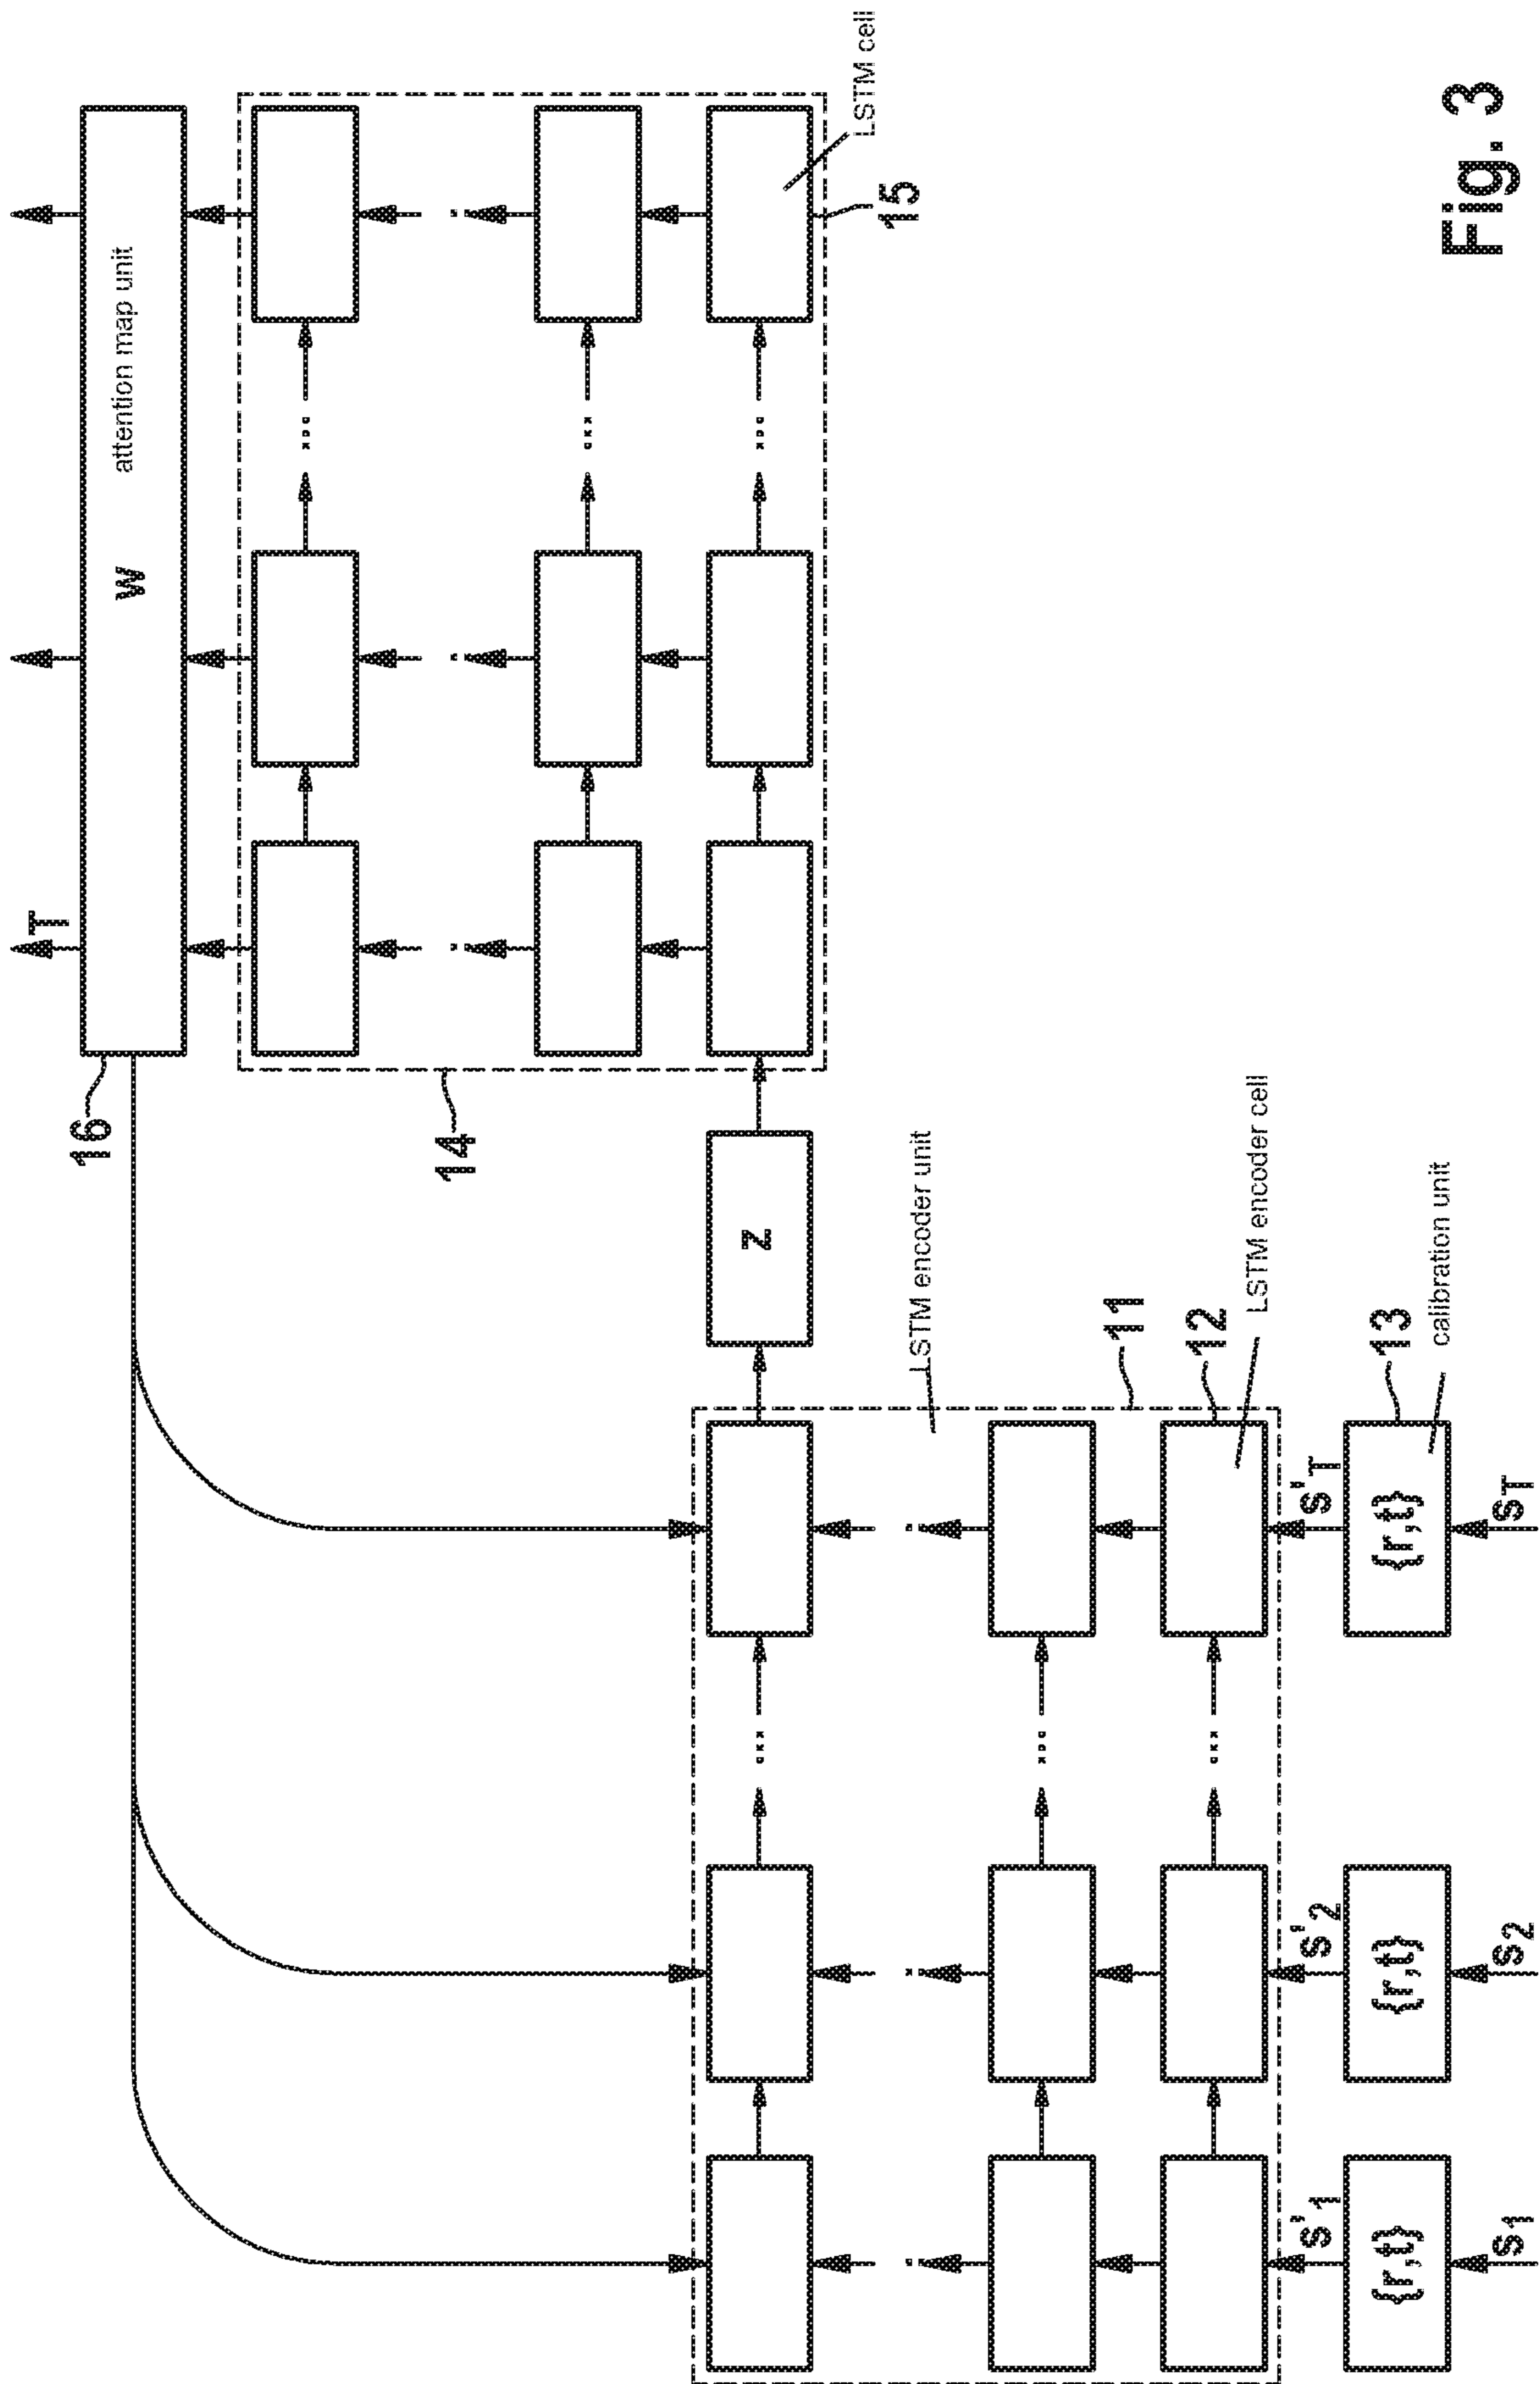 T
16
W attention map unit
14
15
LSTM cell
z
LSTM encoder unit
11
12
LSTM encoder cell
s'1
s'2
s'T
{r,t}
{r,t}
{r,t}
13
calibration unit
s1
s2
sT
Fig. 3